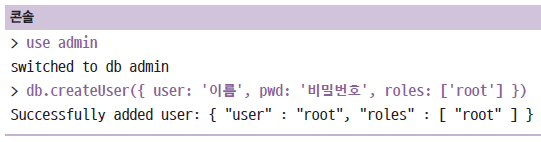 콘솔
> use admin
switched to db admin
> db.createUser({ user: '이름', pwd: '비밀번호', roles: ['root'] })
Successfully added user: { "user" : "root", "roles" : [ "root" ] }